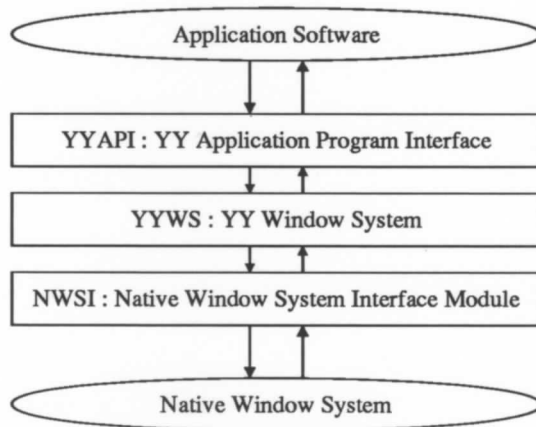 Application Software
YYAPI : YY Application Program Interface
YYWS : YY Window System
NWSI : Native Window System Interface Module
Native Window System